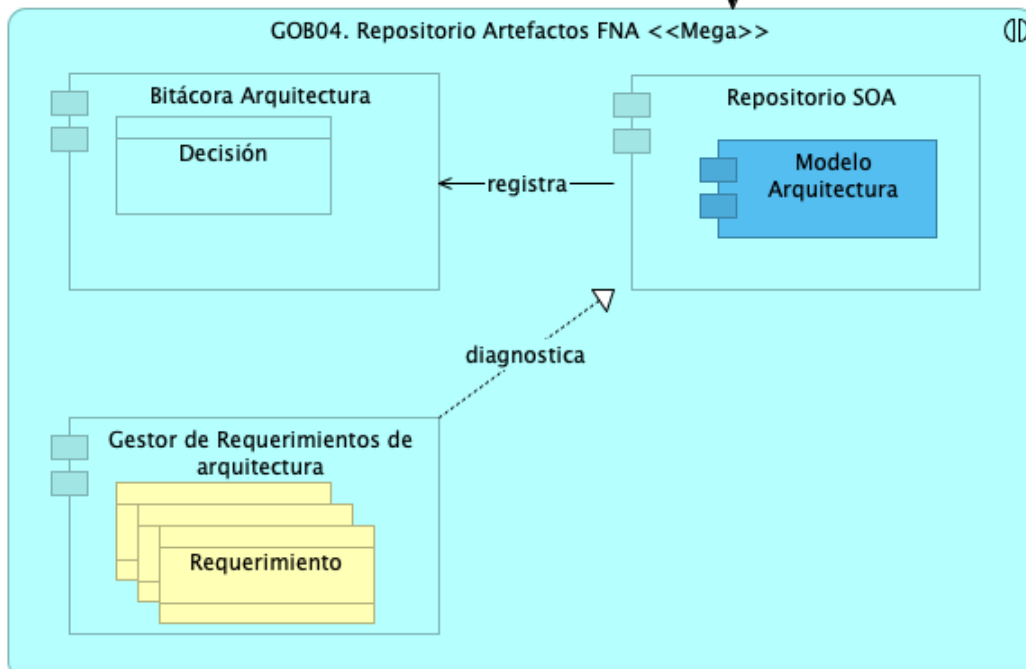 GOB04. Repositorio Artefactos FNA <<Mega>>
Bitácora Arquitectura
Decisión
registra
Repositorio SOA
Modelo
Arquitectura
diagnostica
Gestor de Requerimientos de
arquitectura
Requerimiento